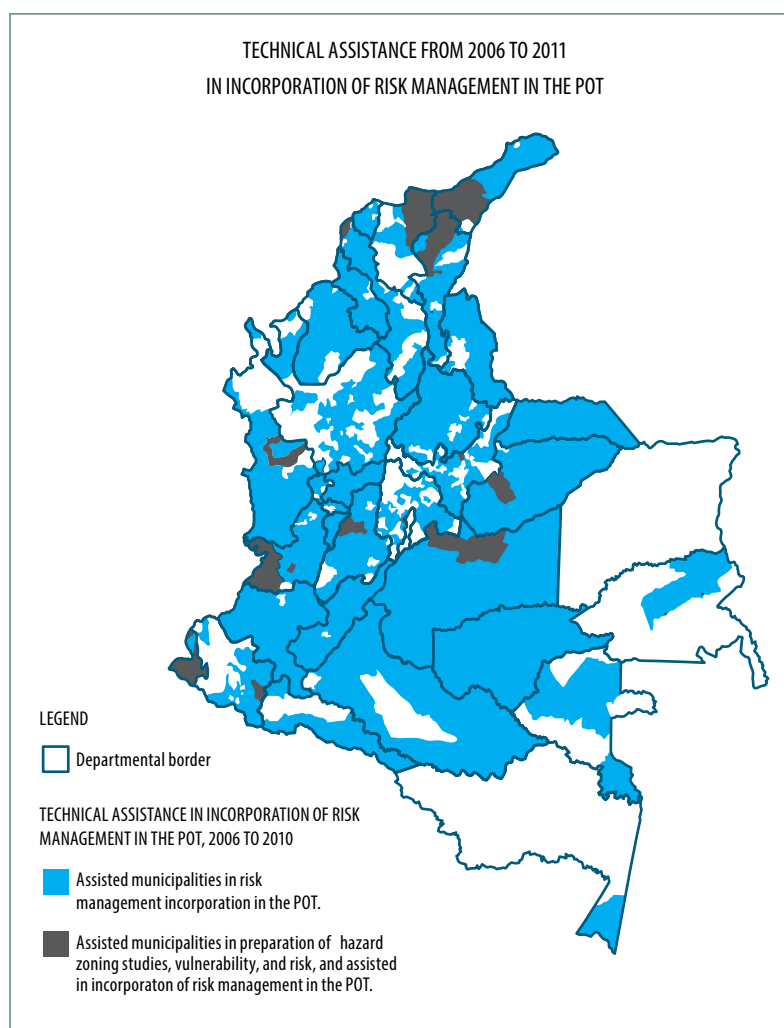 TECHNICAL ASSISTANCE FROM 2006 TO 2011
IN INCORPORATION OF RISK MANAGEMENT IN THE POT
LEGEND
Departmental border
TECHNICAL ASSISTANCE IN INCORPORATION OF RISK
MANAGEMENT IN THE POT, 2006 TO 2010
Assisted municipalities in risk
management incorporation in the POT.
Assisted municipalities in preparation of hazard
zoning studies, vulnerability, and risk, and assisted
in incorporaton of risk management in the POT.